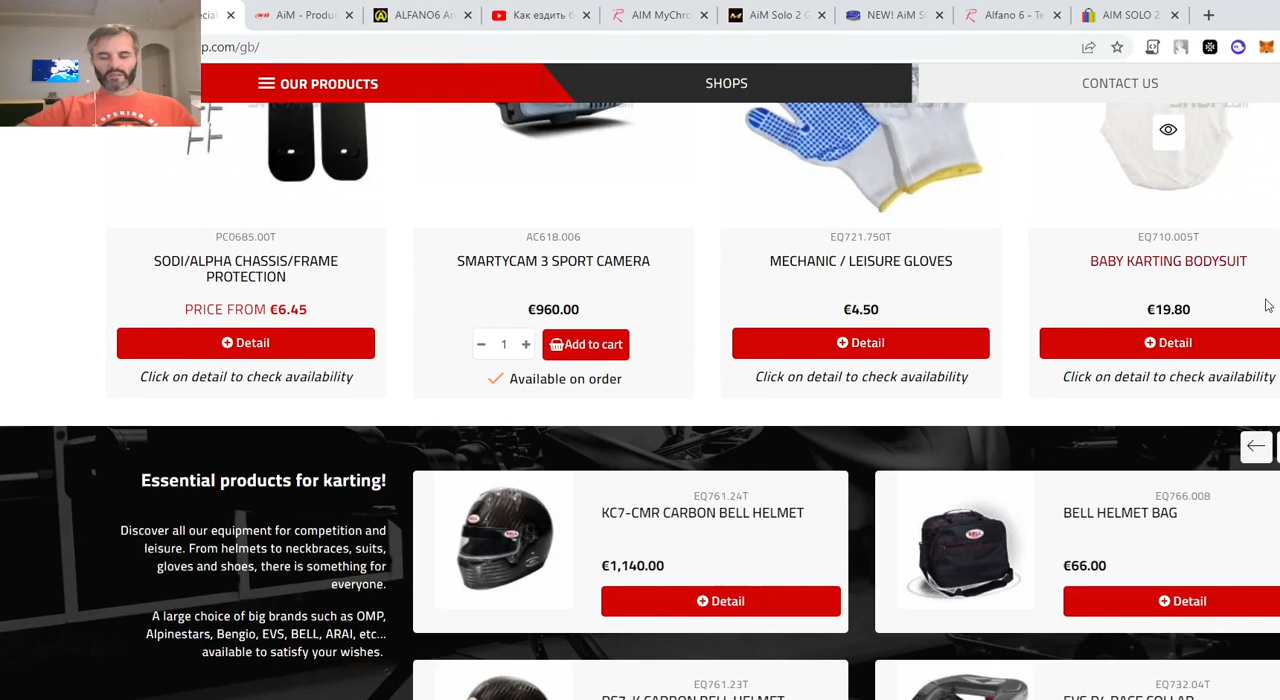 AiM - Produc
ALFANO6 An
Как ездить б
AIM MyChro
AiM Solo 2 G
NEW! AiM S
Alfano 6 - Te
AIM SOLO 2
p.com/gb/
OUR PRODUCTS
SHOPS
CONTACT US
PC0685.00T
SODI/ALPHA CHASSIS/FRAME
PROTECTION
PRICE FROM €6.45
Detail
Click on detail to check availability
AC618.006
SMARTYCAM 3 SPORT CAMERA
€960.00
− 1 +
Add to cart
Available on order
EQ721.750T
MECHANIC / LEISURE GLOVES
€4.50
Detail
Click on detail to check availability
EQ710.005T
BABY KARTING BODYSUIT
€19.80
Detail
Click on detail to check availability
Essential products for karting!
Discover all our equipment for competition and
leisure. From helmets to neckbraces, suits,
gloves and shoes, there is something for
everyone.
A large choice of big brands such as OMP,
Alpinestars, Bengio, EVS, BELL, ARAI, etc...
available to satisfy your wishes.
EQ761.24T
KC7-CMR CARBON BELL HELMET
€1,140.00
Detail
EQ766.008
BELL HELMET BAG
€66.00
Detail
EQ761.23T
EQ732.04T